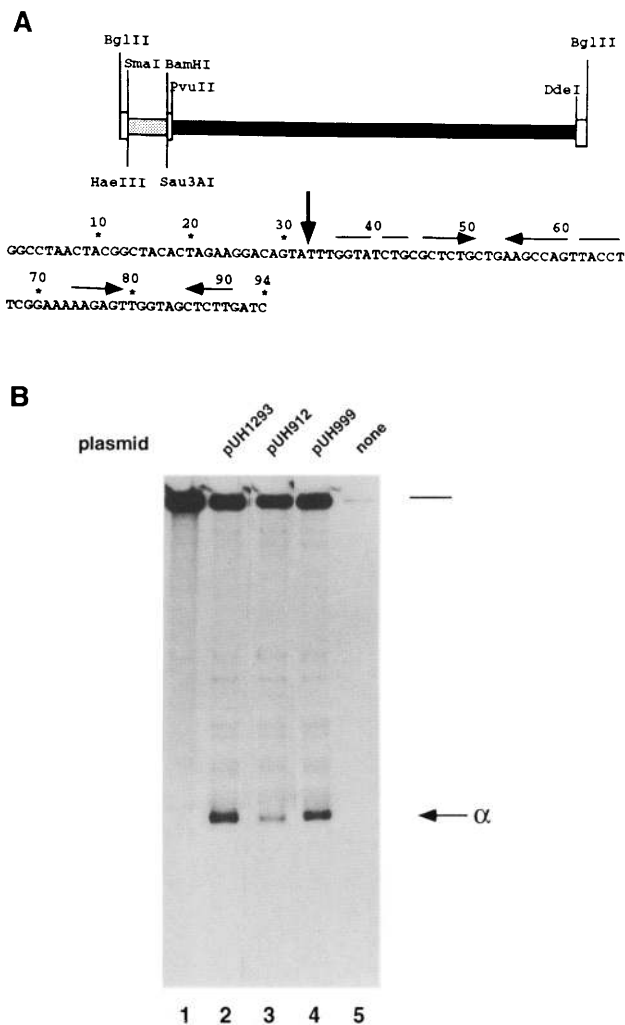 A
BglII
BglII
SmaI BamHI
PvuII
DdeI
HaeIII Sau3AI
10 20 30 40 50 60
* * *
GGCCTAACTACGGCTACACTAGAAGGACAGTATTTGGTATCTGCGCTCTGCTGAAGCCAGTTACCT
70 80 90 94
* * *
TCGGAAAAAGAGTTGGTAGCTCTTGATC
B
plasmid pUH1293 pUH912 pUH999 none
α
1 2 3 4 5